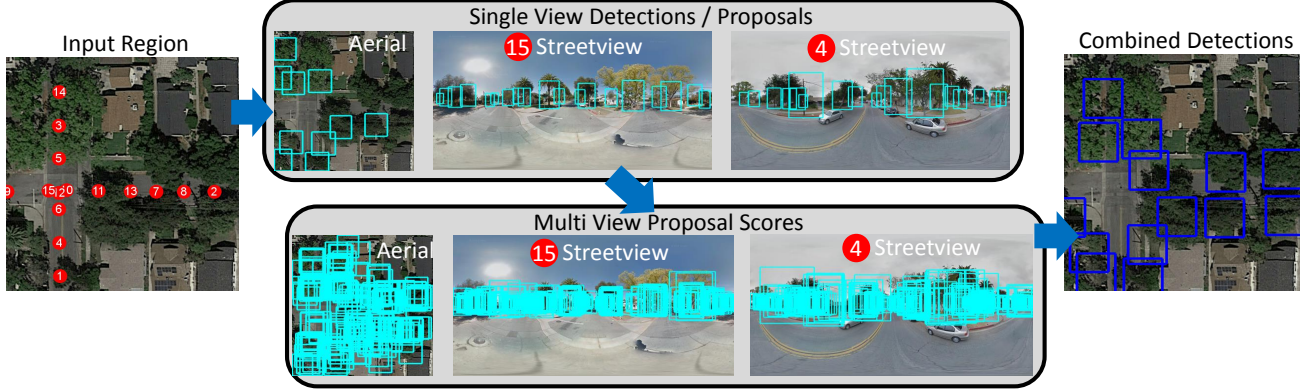 Input Region
14
3
5
9
15
12
0
11
13
7
8
2
6
4
1
Single View Detections / Proposals
Aerial
15 Streetview
4 Streetview
Multi View Proposal Scores
Aerial
15 Streetview
4 Streetview
Combined Detections